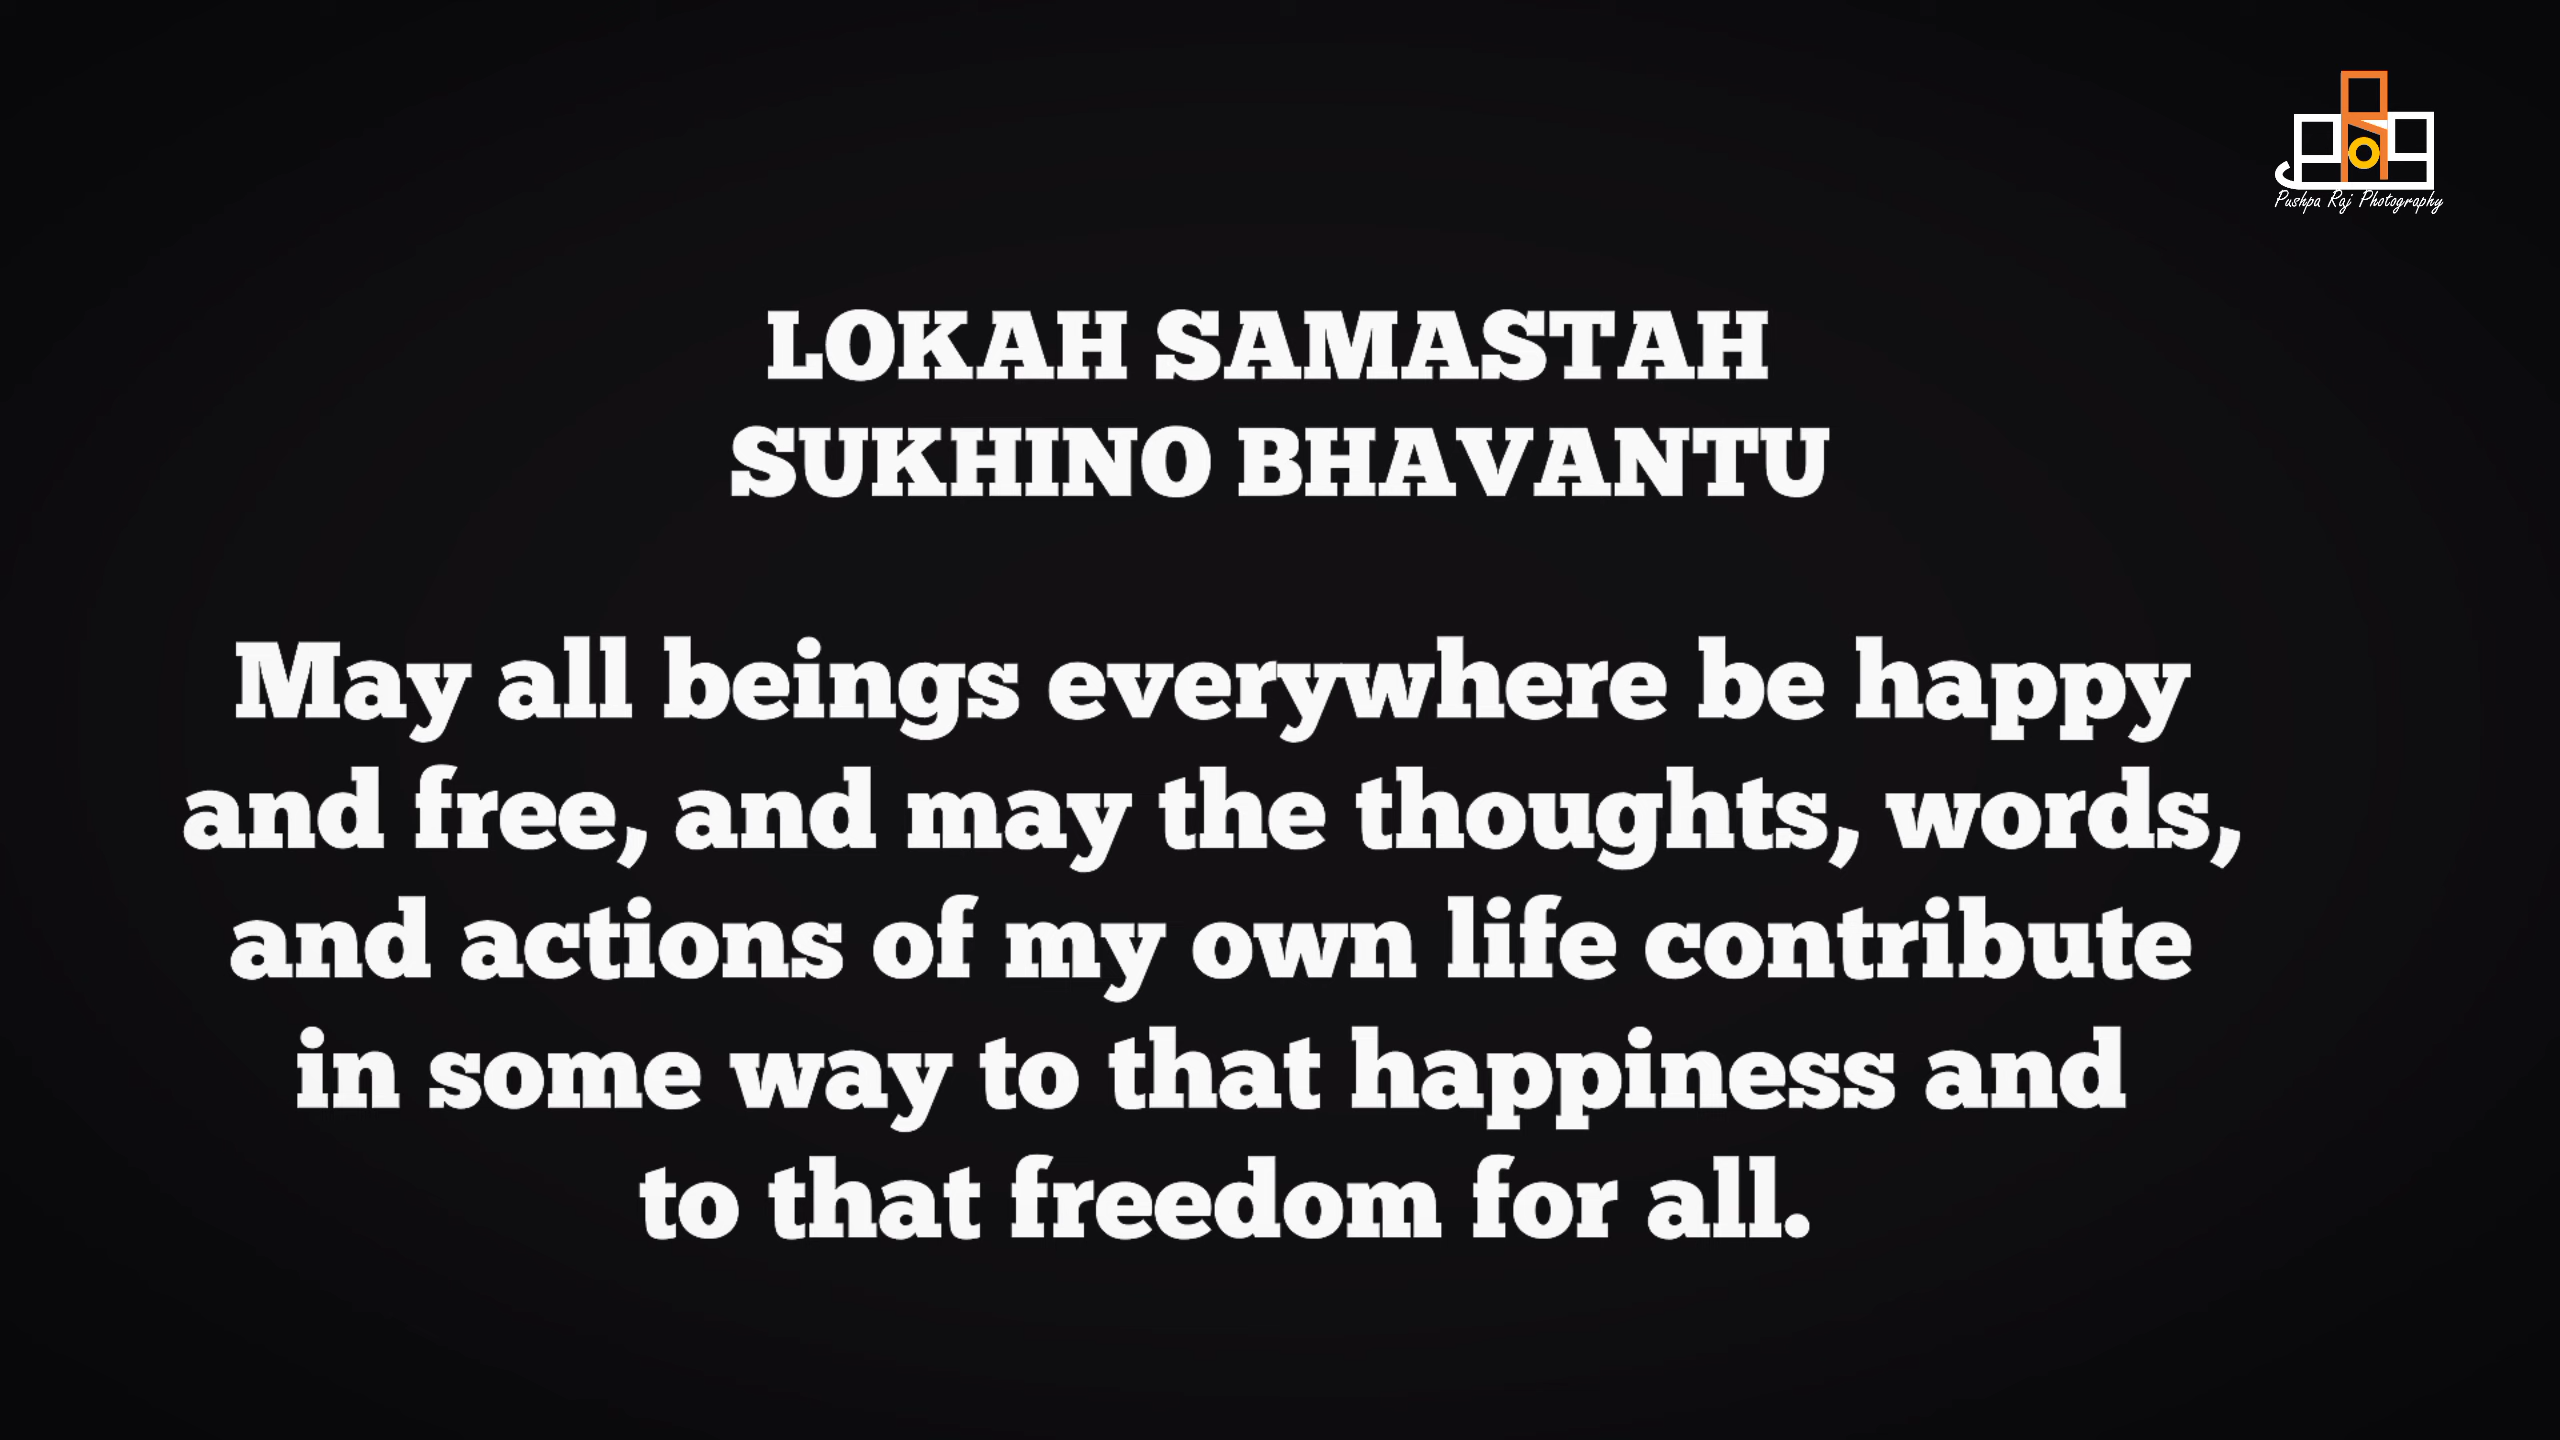 Pushpa Raj Photography
LOKAH SAMASTAH
SUKHINO BHAVANTU
May all beings everywhere be happy
and free, and may the thoughts, words,
and actions of my own life contribute
in some way to that happiness and
to that freedom for all.